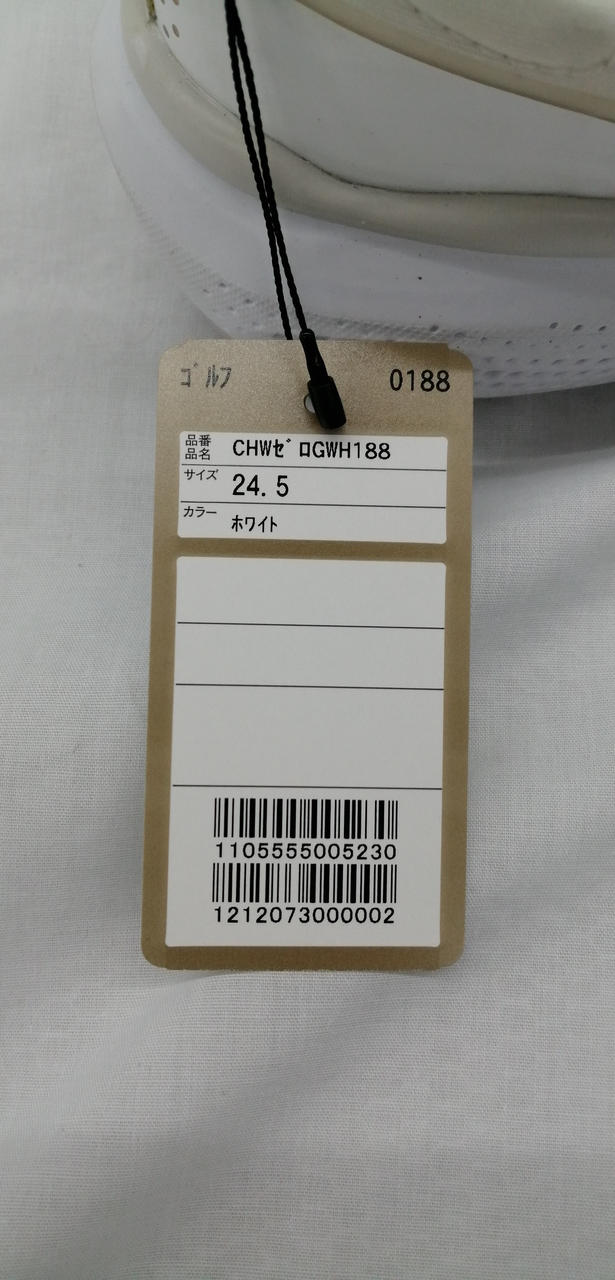 ｺﾞﾙﾌ 0188
品番
品名 CHWｾﾞﾛGWH188
サイズ 24.5
カラー ﾎﾜｲﾄ
1105555005230
1212073000002